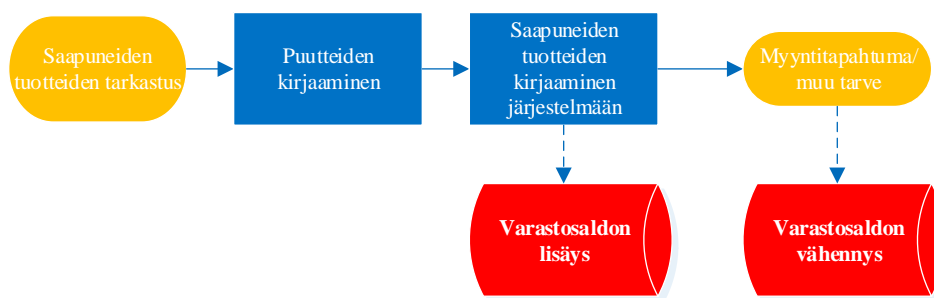 Saapuneiden
tuotteiden tarkastus
Puutteiden
kirjaaminen
Saapuneiden
tuotteiden
kirjaaminen
järjestelmään
Myyntitapahtuma/
muu tarve
Varastosaldon
lisäys
Varastosaldon
vähennys